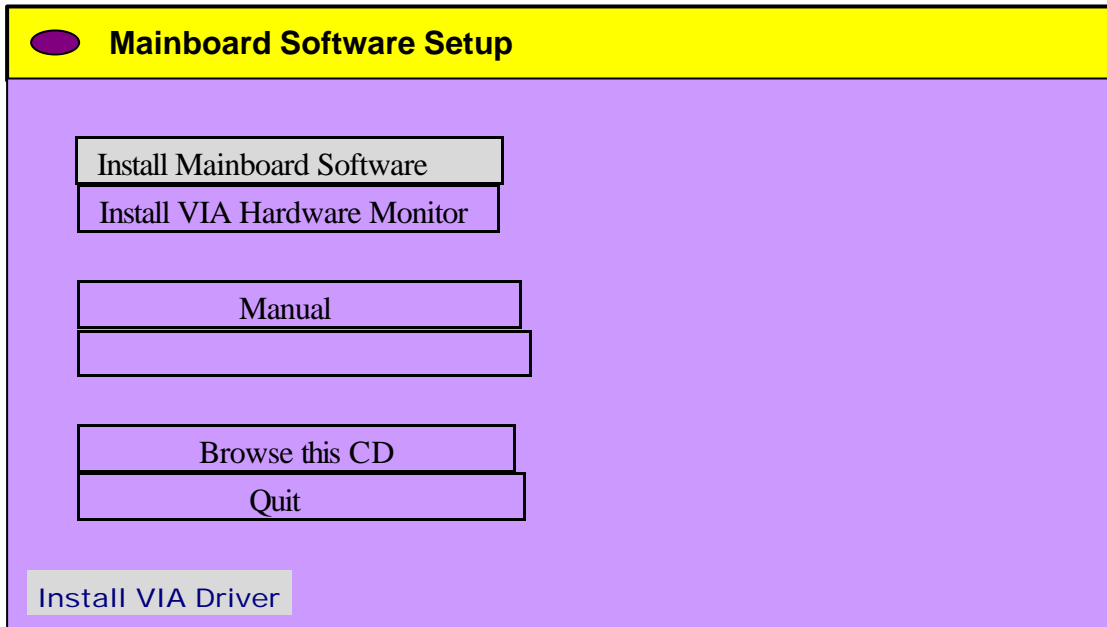 Mainboard Software Setup
Install Mainboard Software
Install VIA Hardware Monitor
Manual
Browse this CD
Quit
Install VIA Driver